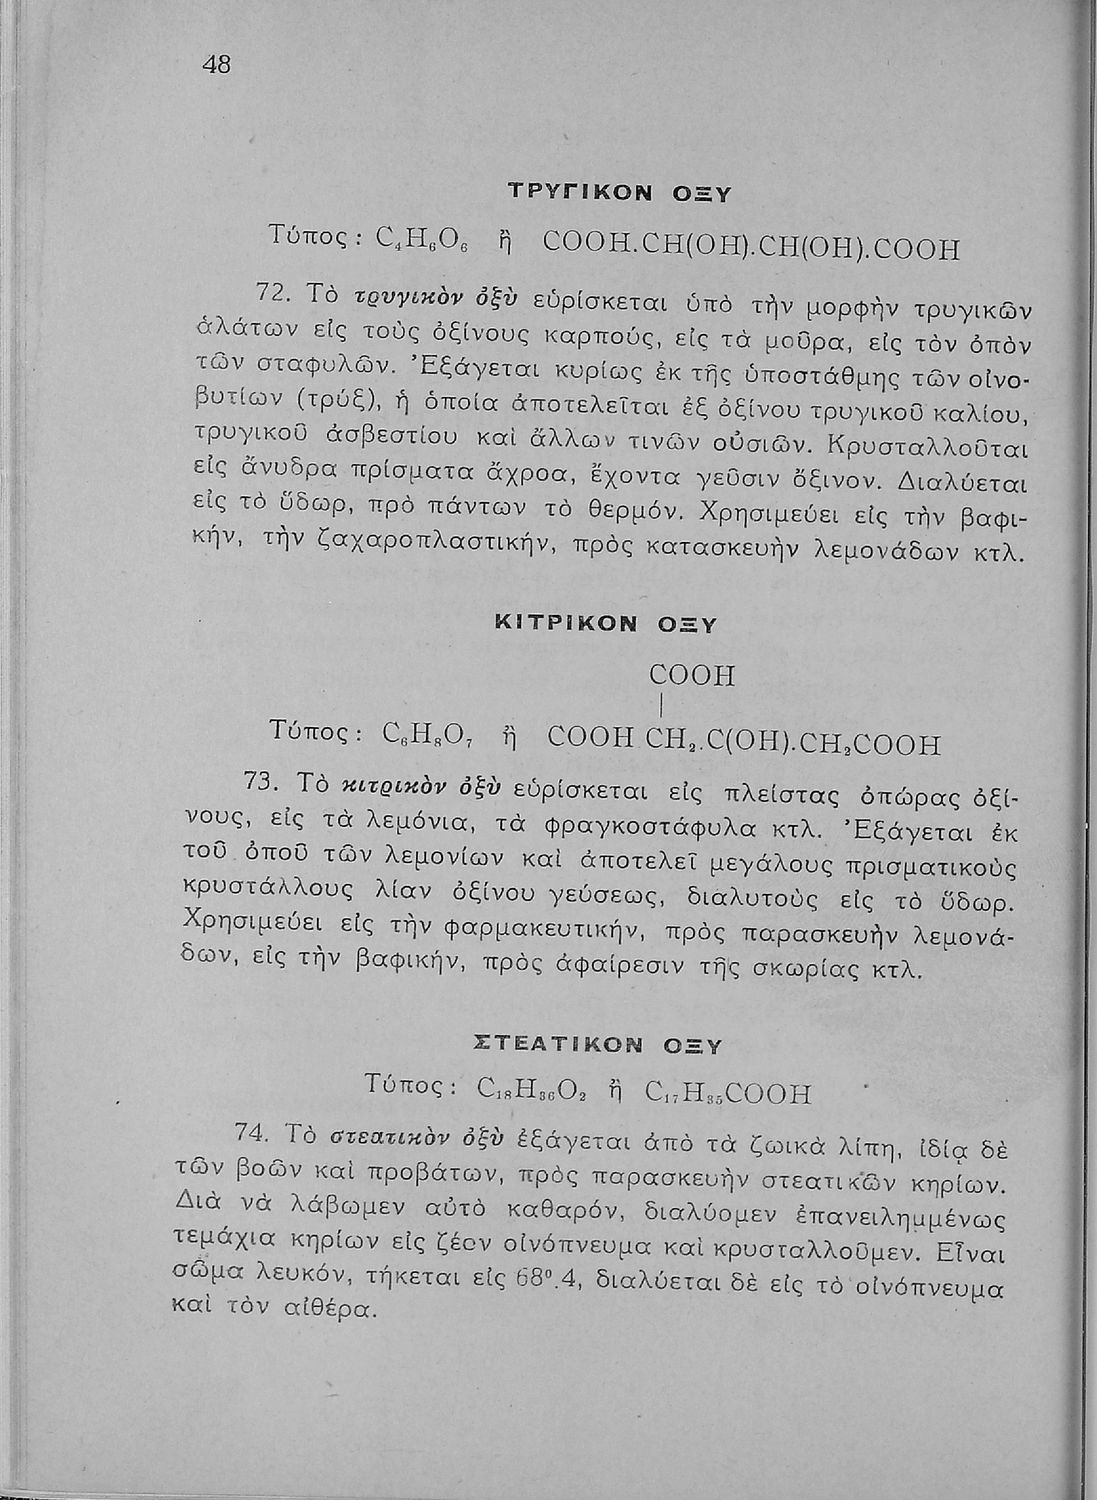 48
ΤΡΥΓΙΚΟΝ ΟΞΥ
Τύπος : C₄H₆O₆ ἢ COOH.CH(OH).CH(OH).COOH
72. Τὸ τρυγικὸν ὀξὺ εὑρίσκεται ὑπὸ τὴν μορφὴν τρυγικῶν
ἁλάτων εἰς τοὺς ὀξίνους καρπούς, εἰς τὰ μοῦρα, εἰς τὸν ὀπὸν
τῶν σταφυλῶν. Ἐξάγεται κυρίως ἐκ τῆς ὑποστάθμης τῶν οἰνο-
βυτίων (τρύξ), ἡ ὁποία ἀποτελεῖται ἐξ ὀξίνου τρυγικοῦ καλίου,
τρυγικοῦ ἀσβεστίου καὶ ἄλλων τινῶν οὐσιῶν. Κρυσταλλοῦται
εἰς ἄνυδρα πρίσματα ἄχροα, ἔχοντα γεῦσιν ὄξινον. Διαλύεται
εἰς τὸ ὕδωρ, πρὸ πάντων τὸ θερμόν. Χρησιμεύει εἰς τὴν βαφι-
κήν, τὴν ζαχαροπλαστικήν, πρὸς κατασκευὴν λεμονάδων κτλ.
ΚΙΤΡΙΚΟΝ ΟΞΥ
COOH
|
Τύπος : C₆H₈O₇ ἢ COOH CH₂.C(OH).CH₂COOH
73. Τὸ κιτρικὸν ὀξὺ εὑρίσκεται εἰς πλείστας ὀπώρας ὀξί-
νους, εἰς τὰ λεμόνια, τὰ φραγκοστάφυλα κτλ. Ἐξάγεται ἐκ
τοῦ ὀποῦ τῶν λεμονίων καὶ ἀποτελεῖ μεγάλους πρισματικοὺς
κρυστάλλους λίαν ὀξίνου γεύσεως, διαλυτοὺς εἰς τὸ ὕδωρ.
Χρησιμεύει εἰς τὴν φαρμακευτικήν, πρὸς παρασκευὴν λεμονά-
δων, εἰς τὴν βαφικήν, πρὸς ἀφαίρεσιν τῆς σκωρίας κτλ.
ΣΤΕΑΤΙΚΟΝ ΟΞΥ
Τύπος : C₁₈H₃₆O₂ ἢ C₁₇H₃₅COOH
74. Τὸ στεατικὸν ὀξὺ ἐξάγεται ἀπὸ τὰ ζωικὰ λίπη, ἰδίᾳ δὲ
τῶν βοῶν καὶ προβάτων, πρὸς παρασκευὴν στεατικῶν κηρίων.
Διὰ νὰ λάβωμεν αὐτὸ καθαρόν, διαλύομεν ἐπανειλημμένως
τεμάχια κηρίων εἰς ζέον οἰνόπνευμα καὶ κρυσταλλοῦμεν. Εἶναι
σῶμα λευκόν, τήκεται εἰς 68⁰.4, διαλύεται δὲ εἰς τὸ οἰνόπνευμα
καὶ τὸν αἰθέρα.